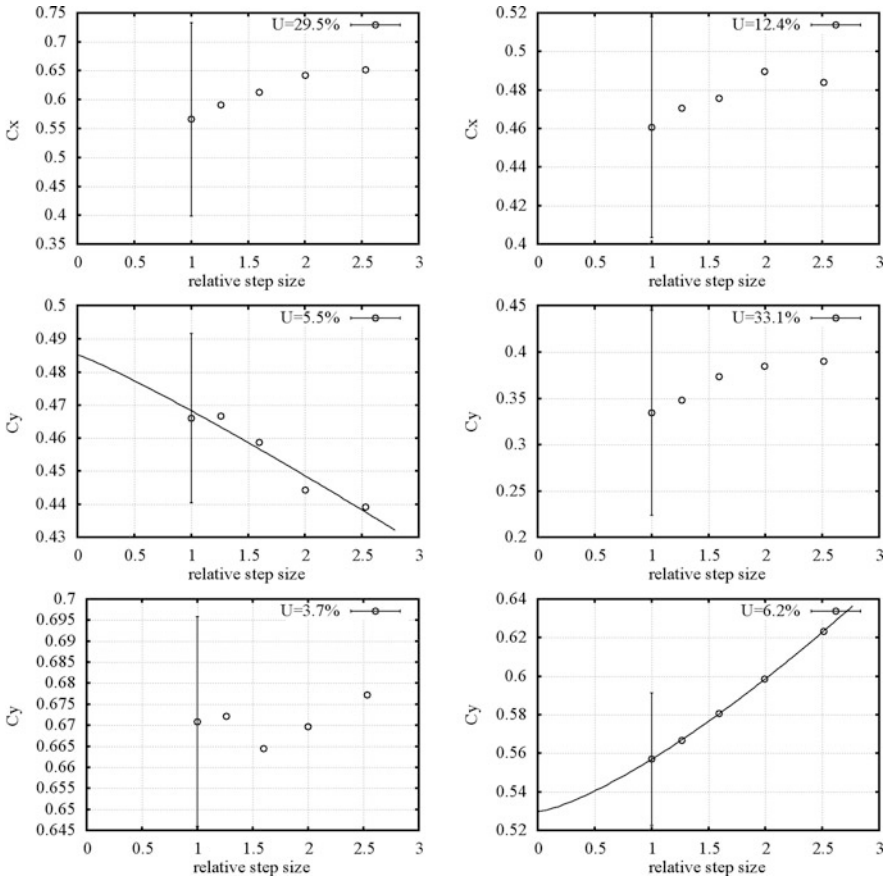 0.75
0.7
0.65
0.6
0.55
0.5
0.45
0.4
0.35
Cx
U=29.5%
0 0.5 1 1.5 2 2.5 3
relative step size
0.52
0.5
0.48
0.46
0.44
0.42
0.4
Cx
U=12.4%
0 0.5 1 1.5 2 2.5 3
relative step size
0.5
0.49
0.48
0.47
0.46
0.45
0.44
0.43
Cy
U=5.5%
0 0.5 1 1.5 2 2.5 3
relative step size
0.45
0.4
0.35
0.3
0.25
0.2
Cy
U=33.1%
0 0.5 1 1.5 2 2.5 3
relative step size
0.7
0.695
0.69
0.685
0.68
0.675
0.67
0.665
0.66
0.655
0.65
0.645
Cy
U=3.7%
0 0.5 1 1.5 2 2.5 3
relative step size
0.64
0.62
0.6
0.58
0.56
0.54
0.52
Cy
U=6.2%
0 0.5 1 1.5 2 2.5 3
relative step size